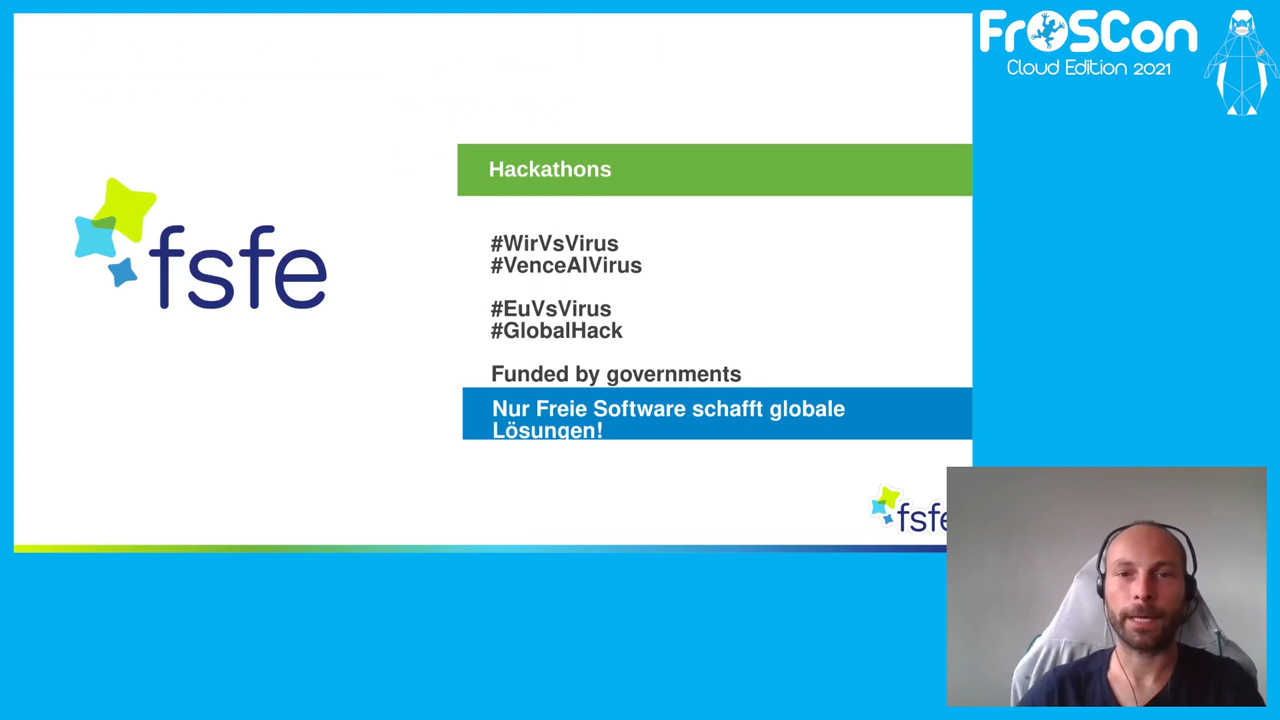 FrOSCon
Cloud Edition 2021
Hackathons
fsfe
#WirVsVirus
#VenceAlVirus
#EuVsVirus
#GlobalHack
Funded by governments
Nur Freie Software schafft globale
Lösungen!
fsfe